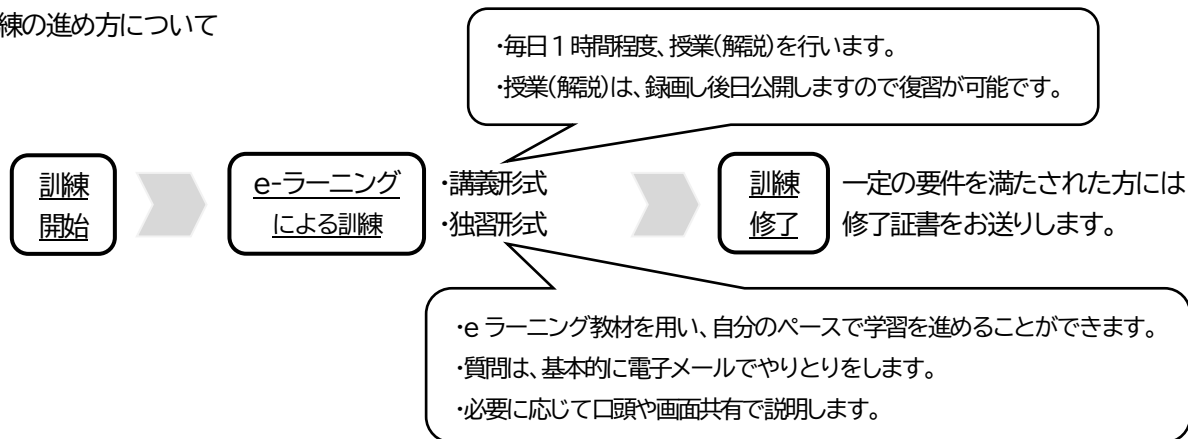 練の進め方について
・毎日1時間程度、授業(解説)を行います。
・授業(解説)は、録画し後日公開しますので復習が可能です。
訓練
開始
e-ラーニング
による訓練
・講義形式
・独習形式
訓練
修了
一定の要件を満たされた方には
修了証書をお送りします。
・eラーニング教材を用い、自分のペースで学習を進めることができます。
・質問は、基本的に電子メールでやりとりをします。
・必要に応じて口頭や画面共有で説明します。